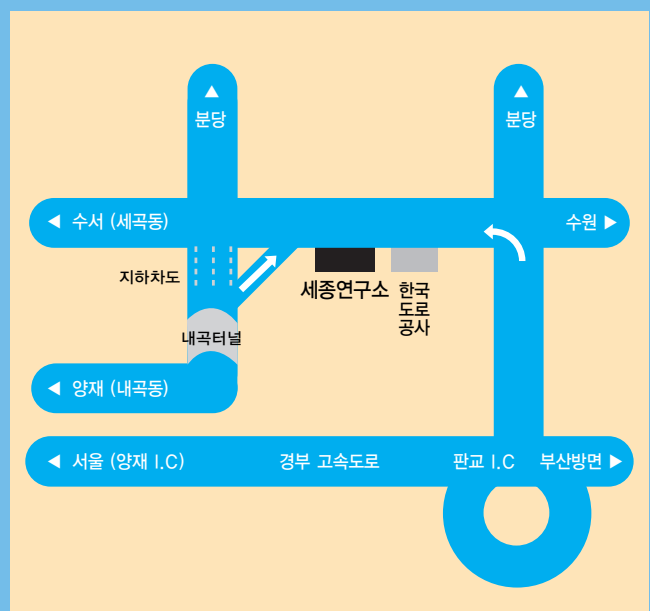 ▲
분당
▲
분당
◀ 수서 (세곡동)
수원 ▶
지하차도
세종연구소
한국
도로
공사
내곡터널
◀ 양재 (내곡동)
◀ 서울 (양재 I.C)
경부 고속도로
판교 I.C
부산방면 ▶